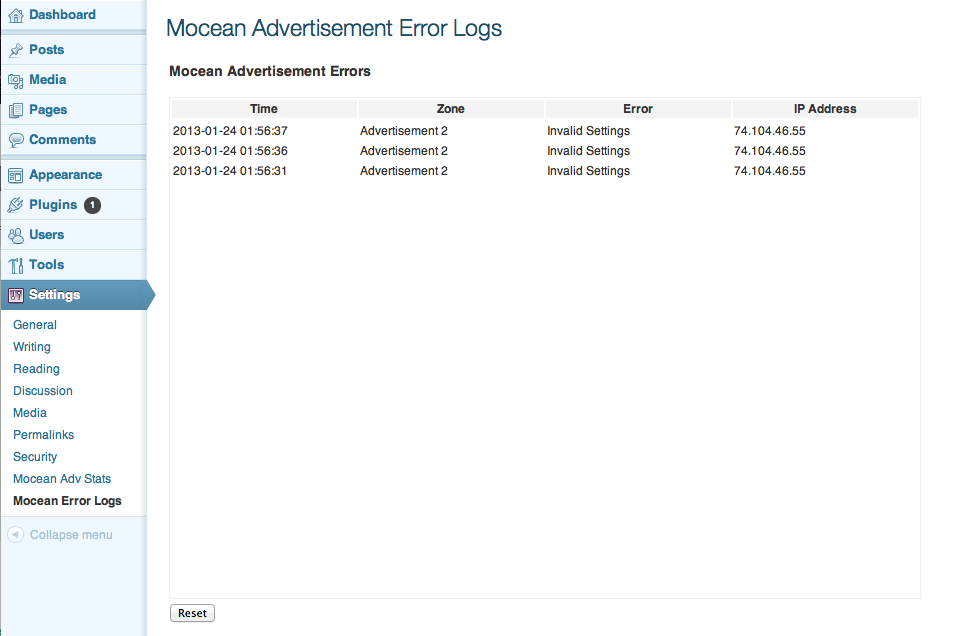 Dashboard
Posts
Media
Pages
Comments
Appearance
Plugins 1
Users
Tools
Settings
General
Writing
Reading
Discussion
Media
Permalinks
Security
Mocean Adv Stats
Mocean Error Logs
Collapse menu
Mocean Advertisement Error Logs
Mocean Advertisement Errors
Time Zone Error IP Address
2013-01-24 01:56:37 Advertisement 2 Invalid Settings 74.104.46.55
2013-01-24 01:56:36 Advertisement 2 Invalid Settings 74.104.46.55
2013-01-24 01:56:31 Advertisement 2 Invalid Settings 74.104.46.55
Reset